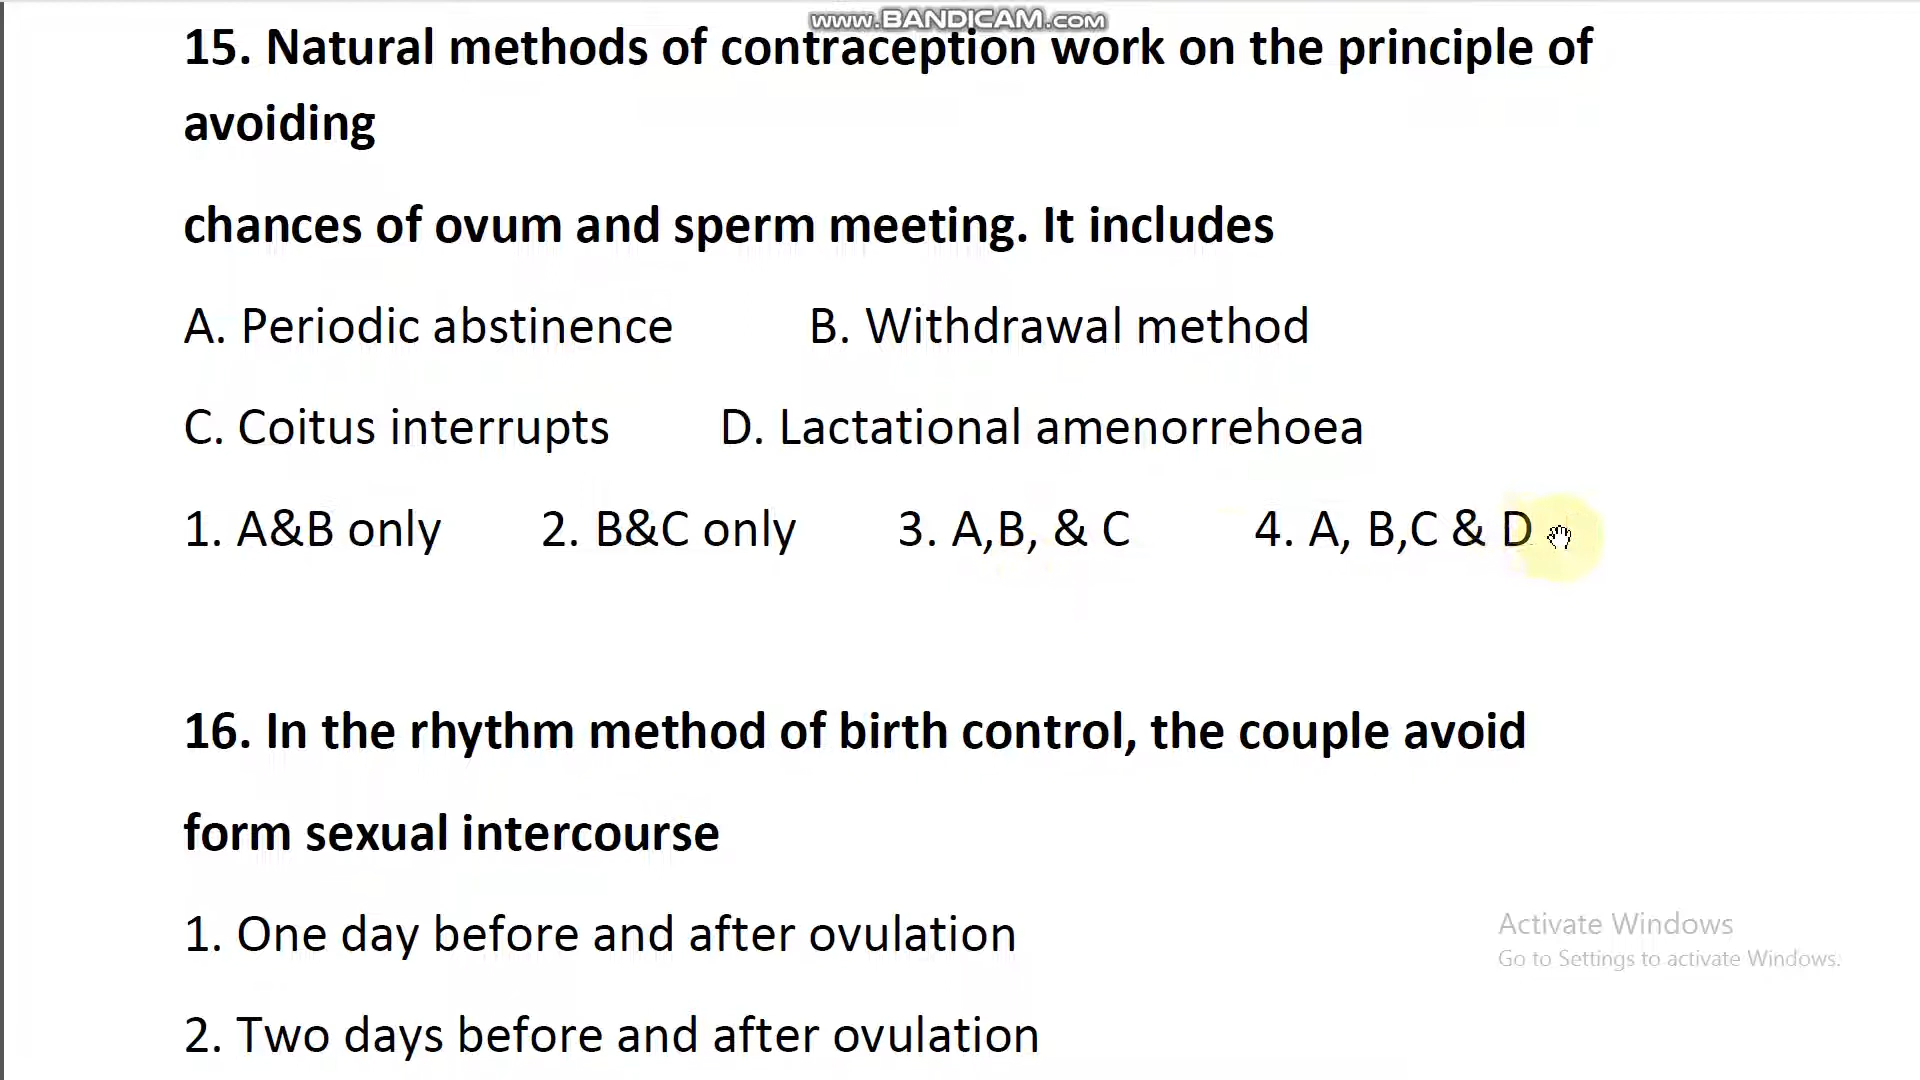 www.BANDICAM.com
15. Natural methods of contraception work on the principle of
avoiding
chances of ovum and sperm meeting. It includes
A. Periodic abstinence B. Withdrawal method
C. Coitus interrupts D. Lactational amenorrehoea
1. A&B only 2. B&C only 3. A,B, & C 4. A, B,C & D
16. In the rhythm method of birth control, the couple avoid
form sexual intercourse
1. One day before and after ovulation
Activate Windows
Go to Settings to activate Windows.
2. Two days before and after ovulation